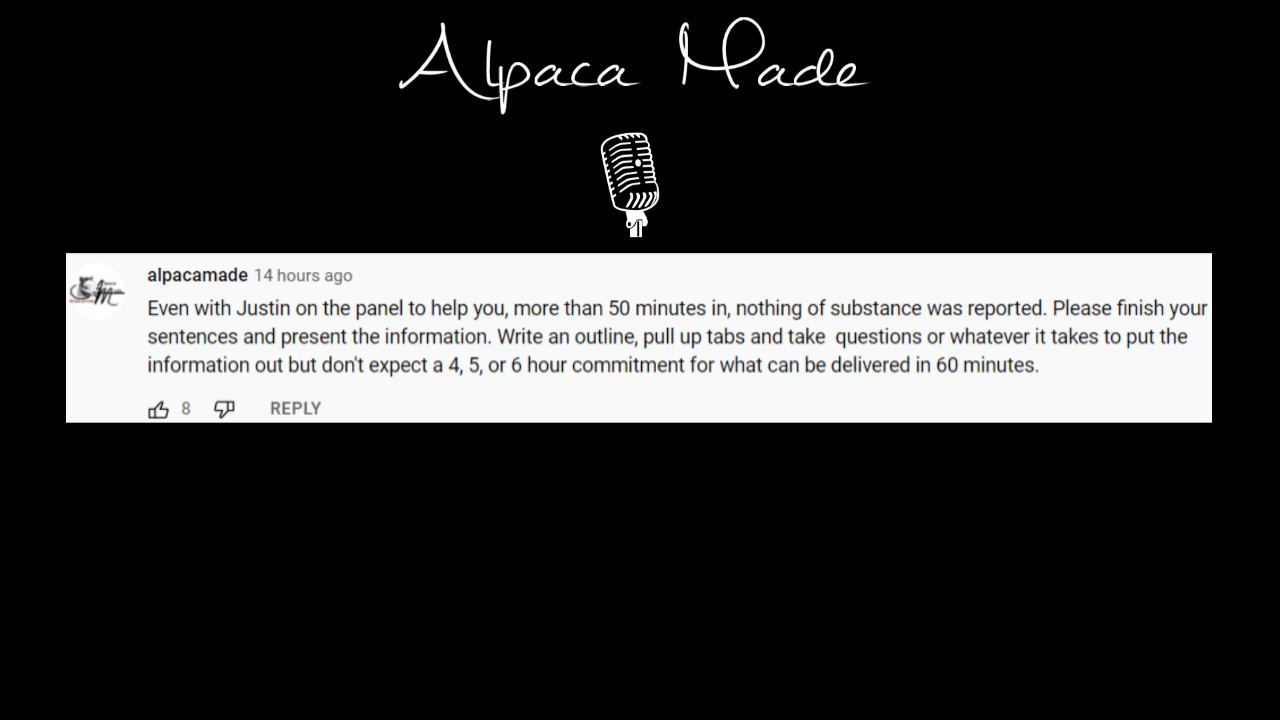 Alpaca Made
alpacamade 14 hours ago
Even with Justin on the panel to help you, more than 50 minutes in, nothing of substance was reported. Please finish your
sentences and present the information. Write an outline, pull up tabs and take  questions or whatever it takes to put the
information out but don't expect a 4, 5, or 6 hour commitment for what can be delivered in 60 minutes.
8 REPLY